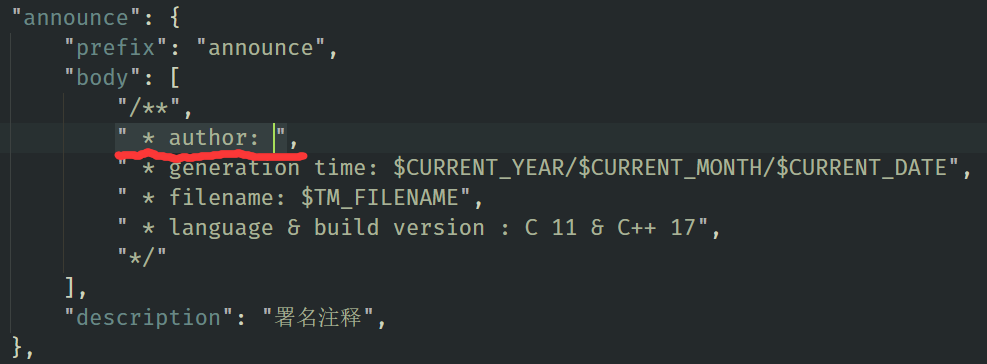 "announce": {
    "prefix": "announce",
    "body": [
        "/**",
        " * author: ",
        " * generation time: $CURRENT_YEAR/$CURRENT_MONTH/$CURRENT_DATE",
        " * filename: $TM_FILENAME",
        " * language & build version : C 11 & C++ 17",
        "*/"
    ],
    "description": "署名注释",
},